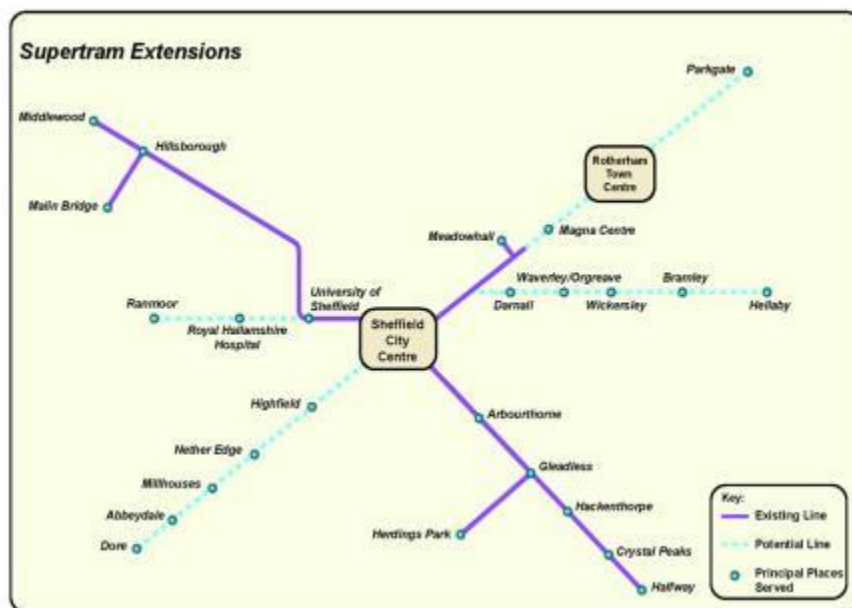 Supertram Extensions
Parkgate
Middlewood
Hillsborough
Rotherham
Town
Centre
Malin Bridge
Magna Centre
Meadowhall
Waverley/Orgreave
Bramley
University of
Sheffield
Darnall
Wickersley
Hellaby
Ranmoor
Royal Hallamshire
Hospital
Sheffield
City
Centre
Highfield
Arbourthorne
Nether Edge
Gleadless
Millhouses
Hackenthorpe
Abbeydale
Herdings Park
Dore
Crystal Peaks
Halfway
Key:
Existing Line
Potential Line
Principal Places
Served